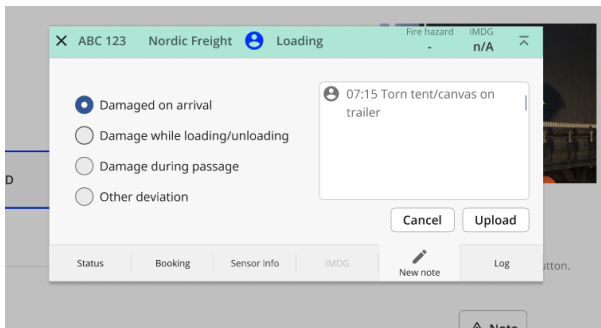 ABC 123 Nordic Freight Loading
Fire hazard
-
IMDG
n/A
Damaged on arrival
Damage while loading/unloading
Damage during passage
Other deviation
07:15 Torn tent/canvas on
trailer
Cancel Upload
D
Status Booking Sensor info IMDG New note Log
utton.
Note